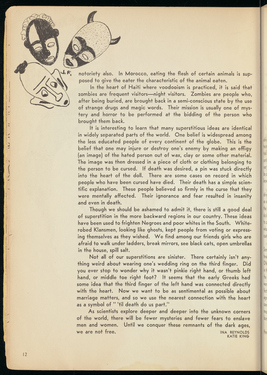 notoriety also. In Morocco, eating the flesh of certain animals is sup-
posed to give the eater the characteristic of the animal eaten.
In the heart of Haiti where voodooism is practiced, it is said that
zombies are frequent visitors—night visitors. Zombies are people who,
after being buried, are brought back in a semi-conscious state by the use
of strange drugs and magic words. Their mission is usually one of mys-
tery and horror to be performed at the bidding of the person who
brought them back.
It is interesting to learn that many superstitious ideas are identical
in widely separated parts of the world. One belief is widespread among
the less educated people of every continent of the globe. This is the
belief that one may injure or destroy one's enemy by making an effigy
(an image) of the hated person out of wax, clay or some other material.
The image was then dressed in a piece of cloth or clothing belonging to
the person to be cursed. If death was desired, a pin was stuck directly
into the heart of the doll. There are some cases on record in which
people who have been cursed have died. Their death has a simple scien-
tific explanation. These people believed so firmly in the curse that they
were mentally affected. Their ignorance and fear resulted in insanity
and even in death.
Though we should be ashamed to admit it, there is still a good deal
of superstition in the more backward regions in our country. These ideas
have been used to frighten Negroes and poor whites in the South. White-
robed Klansmen, looking like ghosts, kept people from voting or express-
ing themselves as they wished. We find among our friends girls who are
afraid to walk under ladders, break mirrors, see black cats, open umbrellas
in the house, spill salt.
Not all of our superstitions are sinister. There certainly isn't any-
thing weird about wearing one's wedding ring on the third finger. Did
you ever stop to wonder why it wasn't pinkie right hand, or thumb left
hand, or middle toe right foot? It seems that the early Greeks had
some idea that the third finger of the left hand was connected directly
with the heart. Now we want to be as sentimental as possible about
marriage matters, and so we use the nearest connection with the heart
as a symbol of " 'til death do us part."
As scientists explore deeper and deeper into the unknown corners
of the world, there will be fewer mysteries and fewer fears to enslave
men and women. Until we conquer these remnants of the dark ages,
we are not free.
REYNOLDS
KATIE KING
12